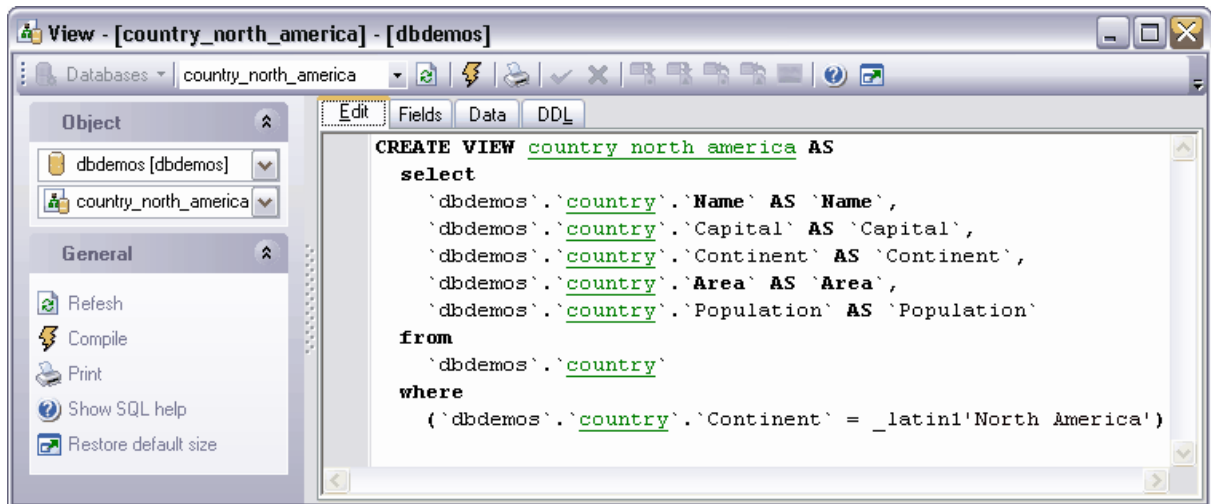 View - [country_north_america] - [dbdemos]
Databases country_north_america
Object
dbdemos [dbdemos]
country_north_america
General
Refesh
Compile
Print
Show SQL help
Restore default size
Edit Fields Data DDL
CREATE VIEW country_north_america AS
select
`dbdemos`.`country`.`Name` AS `Name`,
`dbdemos`.`country`.`Capital` AS `Capital`,
`dbdemos`.`country`.`Continent` AS `Continent`,
`dbdemos`.`country`.`Area` AS `Area`,
`dbdemos`.`country`.`Population` AS `Population`
from
`dbdemos`.`country`
where
(`dbdemos`.`country`.`Continent` = _latin1'North America')